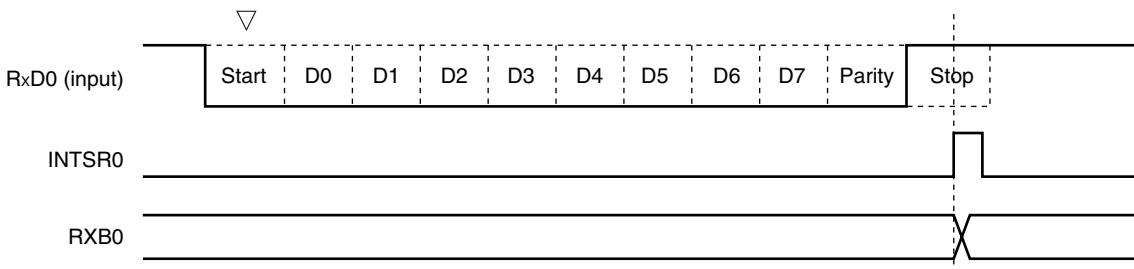 RxD0 (input) Start D0 D1 D2 D3 D4 D5 D6 D7 Parity Stop
INTSR0
RXB0